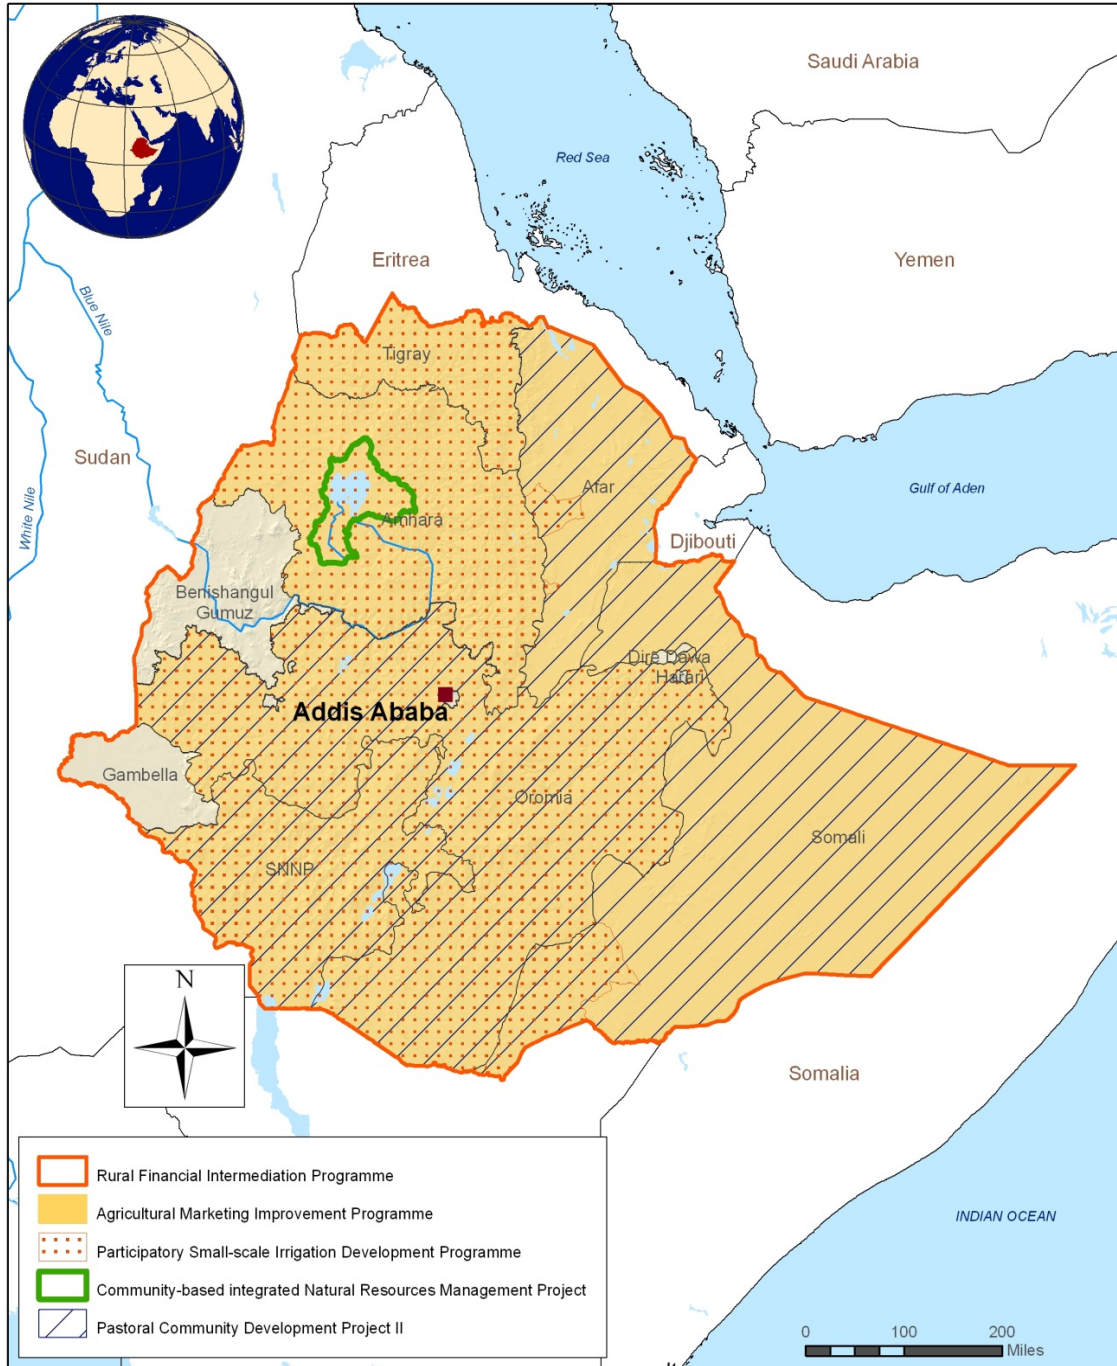 Saudi Arabia
Red Sea
Eritrea
Yemen
Blue Nile
Tigray
Sudan
White Nile
Afar
Gulf of Aden
Amhara
Djibouti
Benishangul
Gumuz
Dire Dawa
Harari
Addis Ababa
Gambella
Oromia
Somali
SNNP
N
Somalia
Rural Financial Intermediation Programme
Agricultural Marketing Improvement Programme
Participatory Small-scale Irrigation Development Programme
INDIAN OCEAN
Community-based integrated Natural Resources Management Project
Pastoral Community Development Project II
0 100 200
Miles